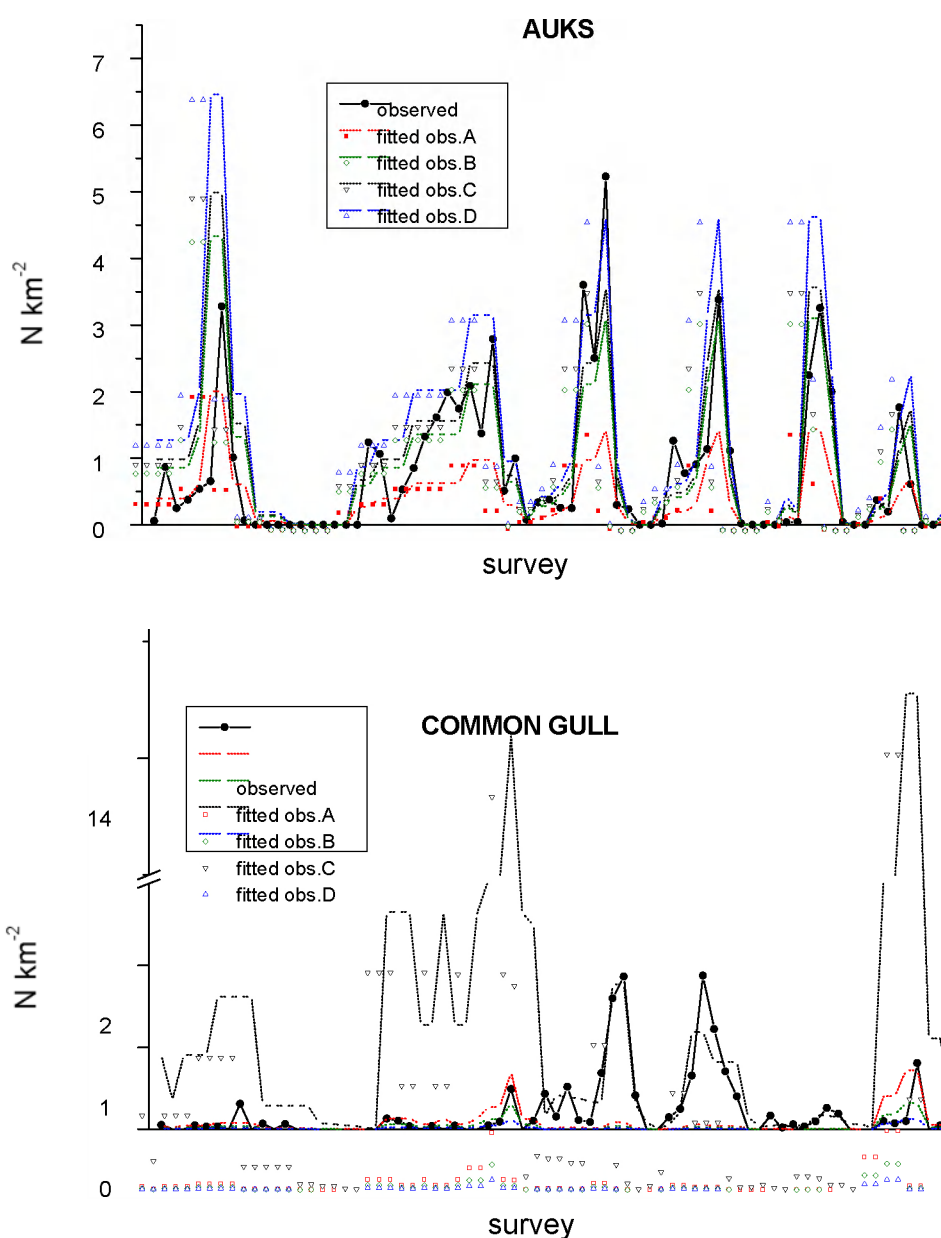 AUKS
7
6
5
4
3
2
1
0
N km-2
observed
fitted obs.A
fitted obs.B
fitted obs.C
fitted obs.D
survey
COMMON GULL
observed
fitted obs.A
fitted obs.B
fitted obs.C
fitted obs.D
14
2
1
0
N km-2
survey